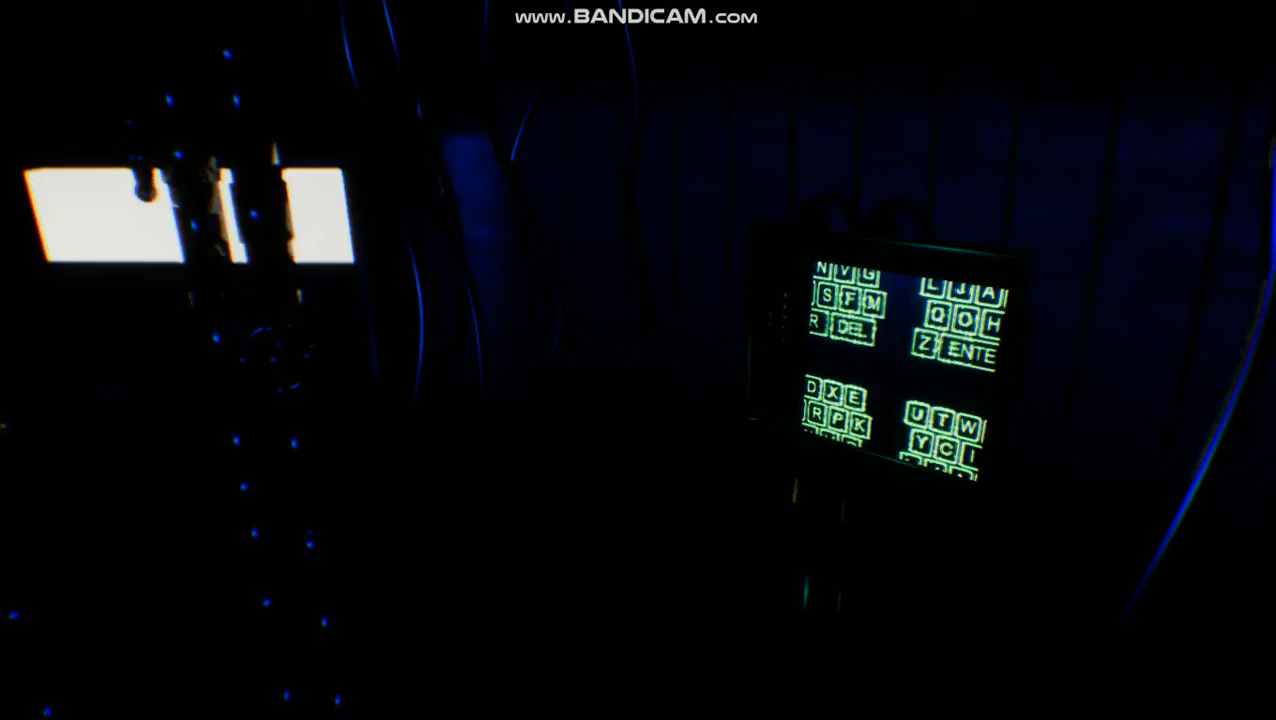 www.BANDICAM.com
N V G
S F M
R DEL
L J A
Q O H
Z ENTE
D X E
R P K
U T W
Y C I